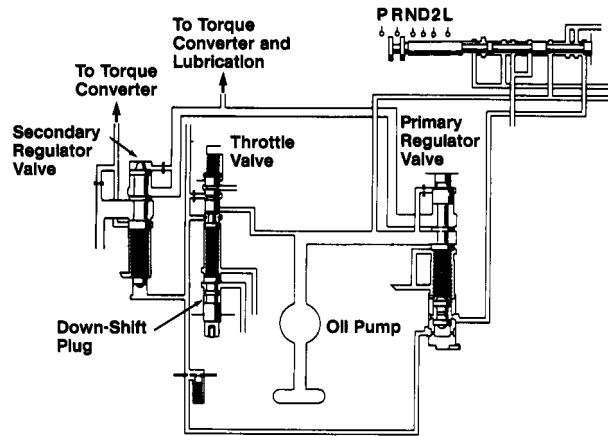 P R N D 2 L
To Torque
Converter and
Lubrication
To Torque
Converter
Secondary
Regulator
Valve
Throttle
Valve
Primary
Regulator
Valve
Down-Shift
Plug
Oil Pump